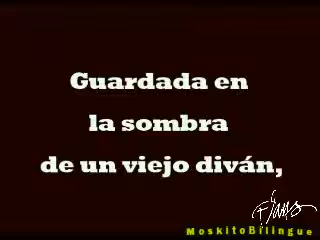 Guardada en
la sombra
de un viejo diván,
MoskitoBilingue